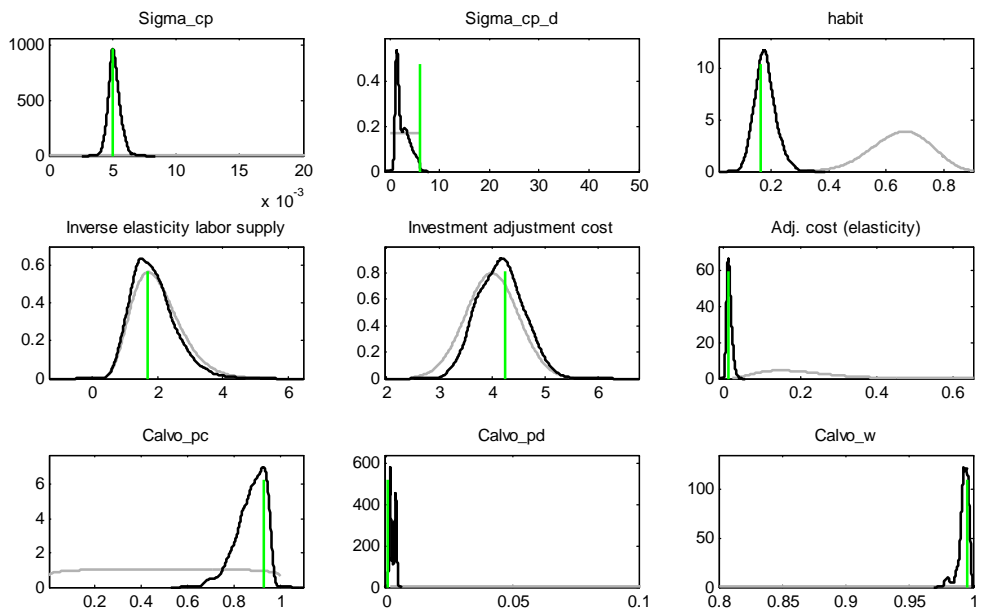 Sigma_cp Sigma_cp_d habit
1000
500
0
0 5 10 15 20
x 10^-3
0.4
0.2
0
0 10 20 30 40 50
10
5
0
0.2 0.4 0.6 0.8
Inverse elasticity labor supply Investment adjustment cost Adj. cost (elasticity)
0.6
0.4
0.2
0
0 2 4 6
0.8
0.6
0.4
0.2
0
2 3 4 5 6
60
40
20
0
0 0.2 0.4 0.6
Calvo_pc Calvo_pd Calvo_w
6
4
2
0
0.2 0.4 0.6 0.8 1
600
400
200
0
0 0.05 0.1
100
50
0
0.8 0.85 0.9 0.95 1